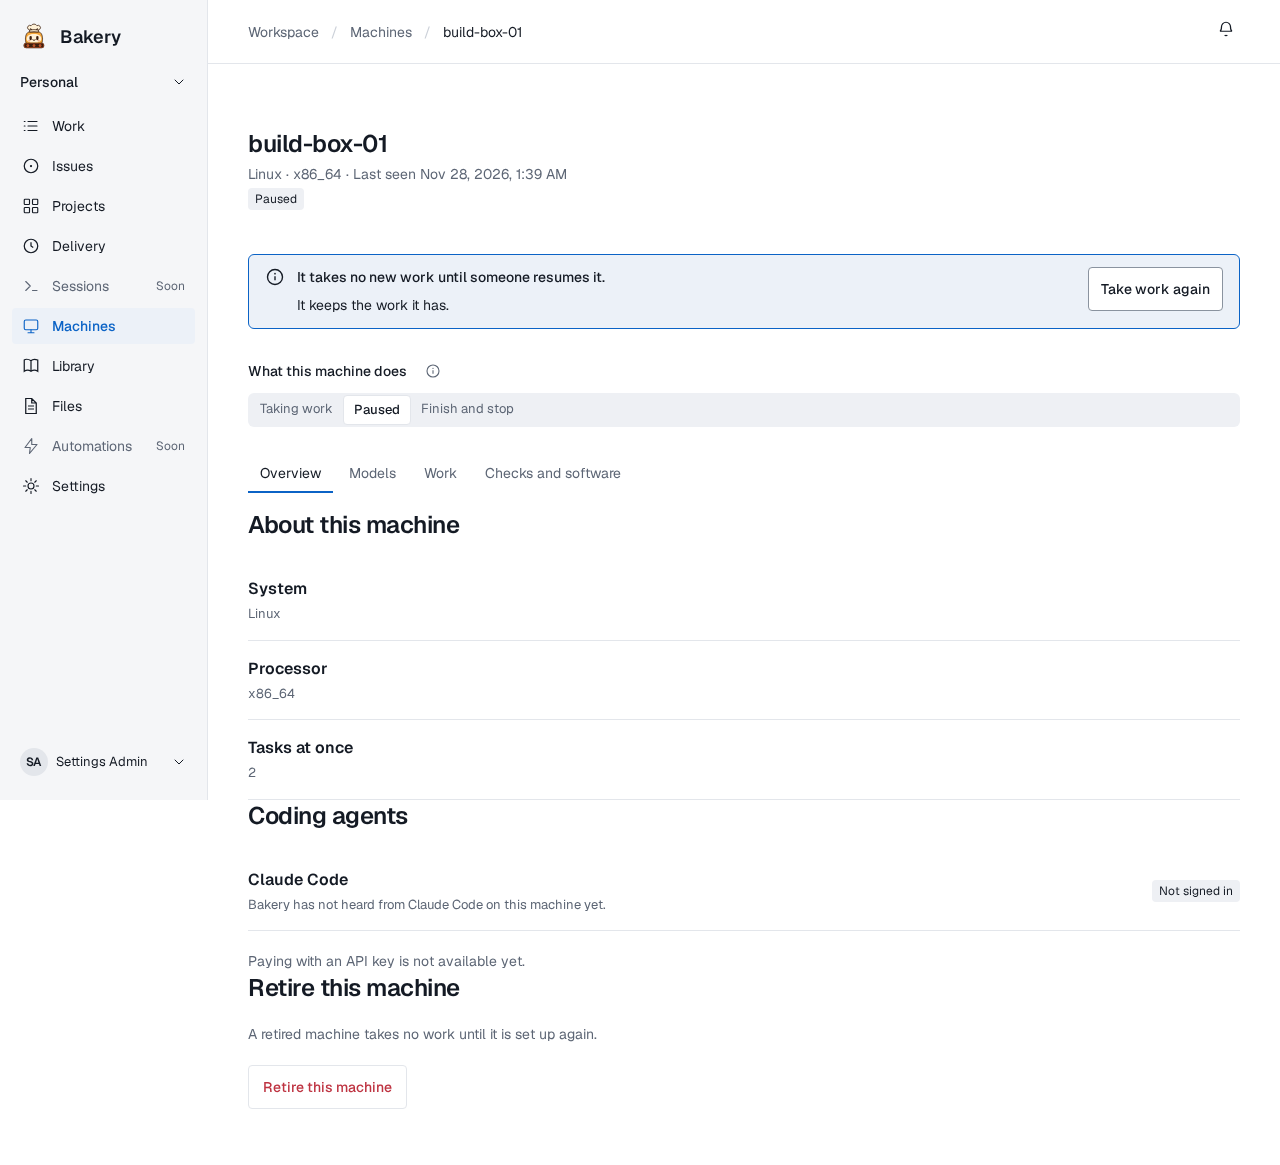 Bakery
Personal
Work
Issues
Projects
Delivery
Sessions Soon
Machines
Library
Files
Automations Soon
Settings
SA Settings Admin
Workspace / Machines / build-box-01
build-box-01
Linux · x86_64 · Last seen Nov 28, 2026, 1:39 AM
Paused
It takes no new work until someone resumes it.
It keeps the work it has.
Take work again
What this machine does
Taking work Paused Finish and stop
Overview Models Work Checks and software
About this machine
System
Linux
Processor
x86_64
Tasks at once
2
Coding agents
Claude Code
Bakery has not heard from Claude Code on this machine yet.
Not signed in
Paying with an API key is not available yet.
Retire this machine
A retired machine takes no work until it is set up again.
Retire this machine